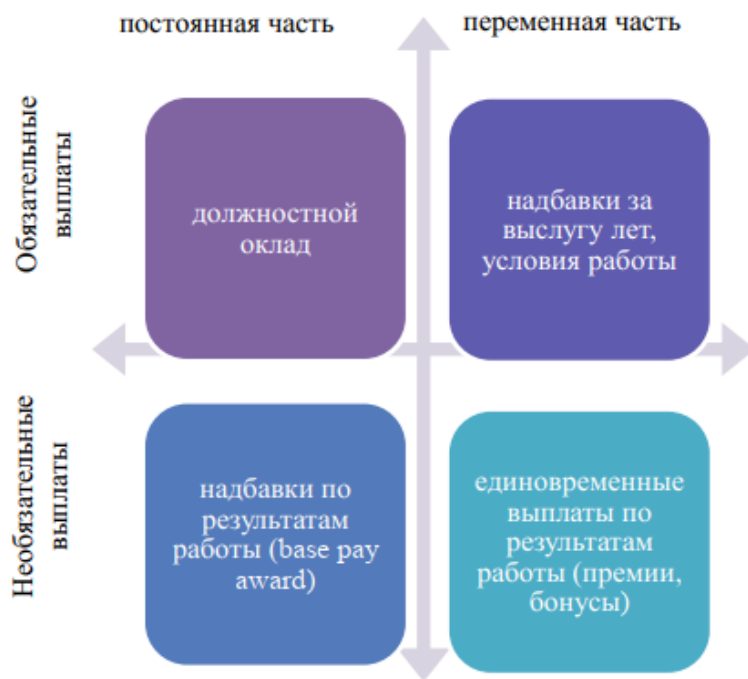 постоянная часть
переменная часть
Обязательные
выплаты
должностной
оклад
надбавки за
выслугу лет,
условия работы
Необязательные
выплаты
надбавки по
результатам
работы (base pay
award)
единовременные
выплаты по
результатам
работы (премии,
бонусы)